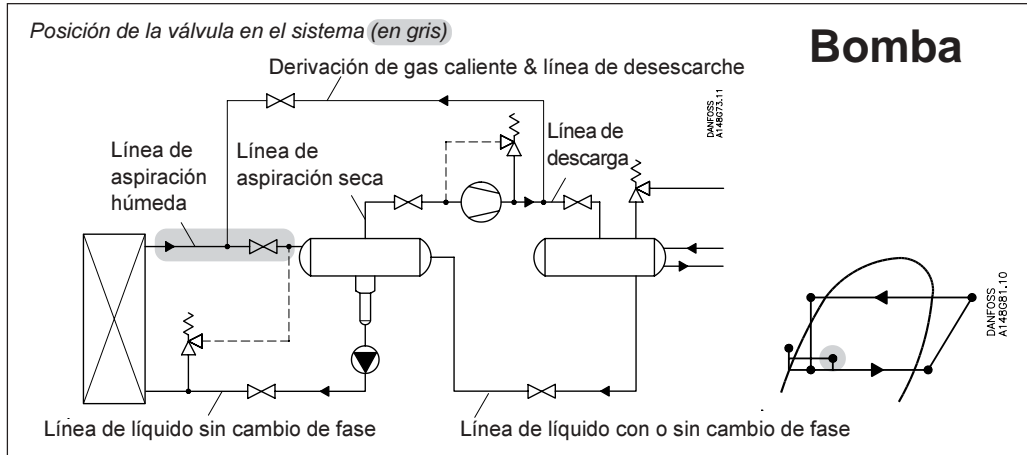 Posición de la válvula en el sistema (en gris)
Bomba
Derivación de gas caliente & línea de desescarche
DANFOSS
A148G73.11
Línea de
aspiración
húmeda
Línea de
aspiración seca
Línea de
descarga
DANFOSS
A148G81.10
Línea de líquido sin cambio de fase
Línea de líquido con o sin cambio de fase